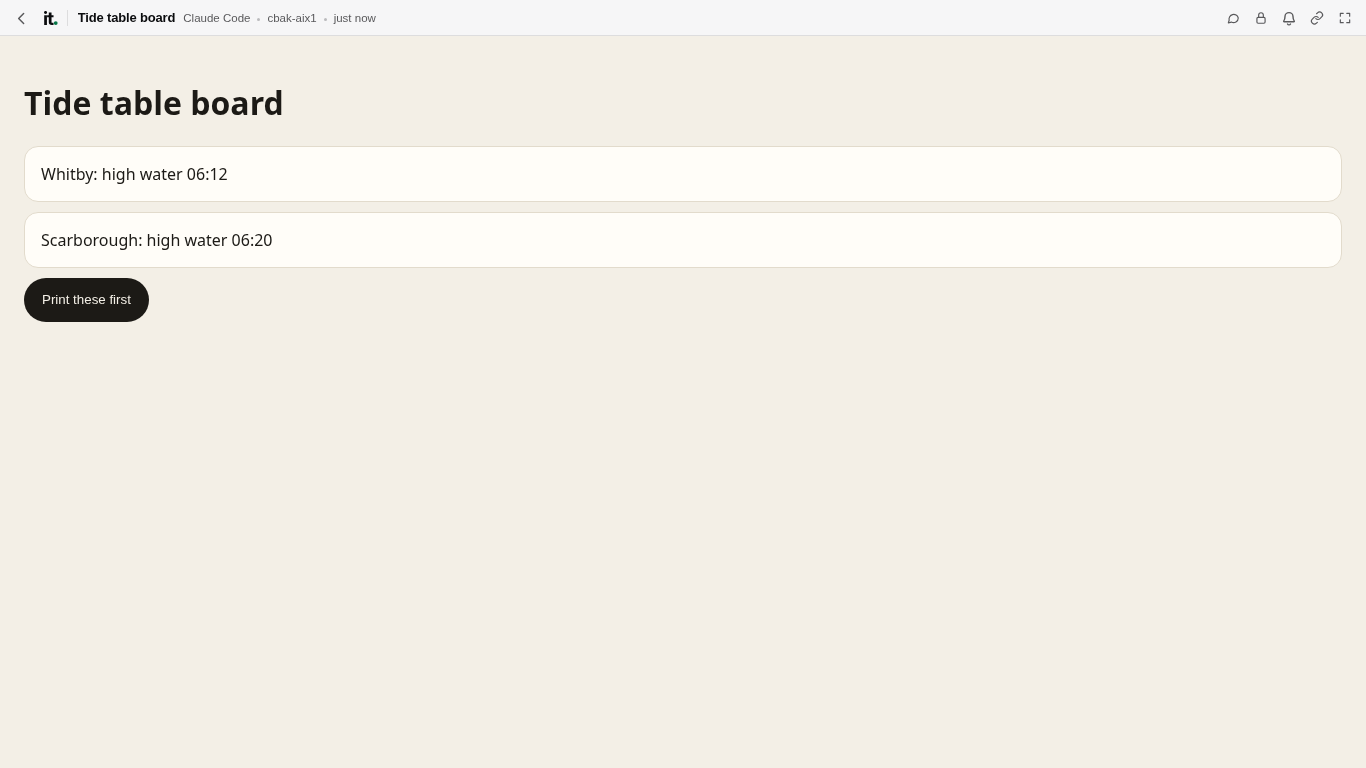 it. Tide table board Claude Code • cbak-aix1 • just now
Tide table board
Whitby: high water 06:12
Scarborough: high water 06:20
Print these first